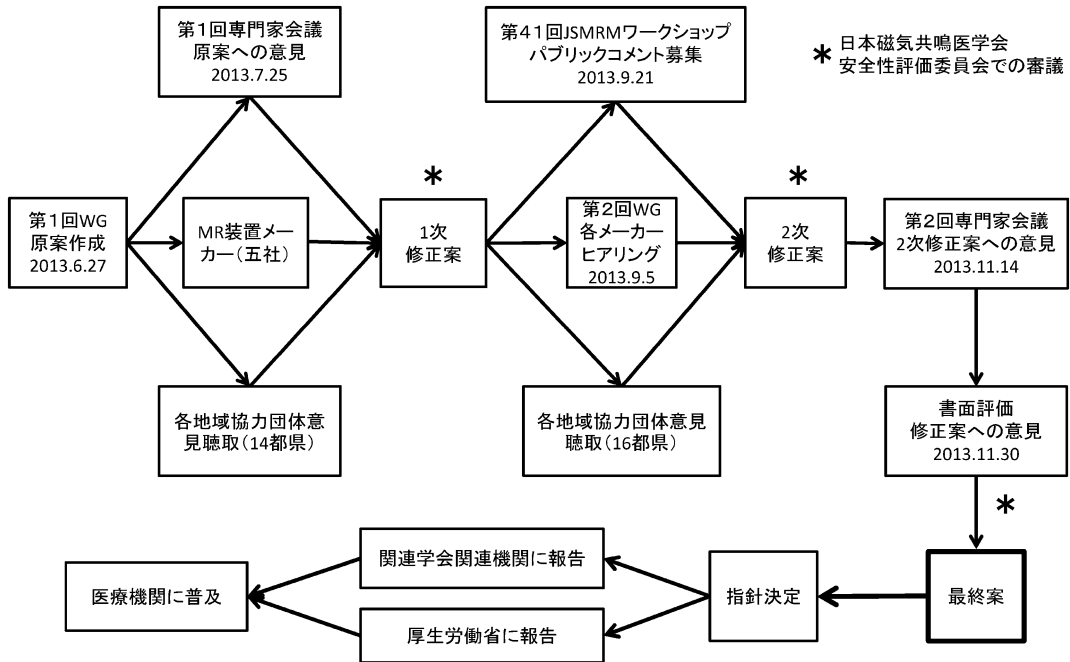 第１回専門家会議
原案への意見
2013.7.25
第４１回JSMRMワークショップ
パブリックコメント募集
2013.9.21
＊日本磁気共鳴医学会
安全性評価委員会での審議
第１回WG
原案作成
2013.6.27
MR装置メー
カー（五社）
＊
1次
修正案
第２回WG
各メーカー
ヒアリング
2013.9.5
＊
2次
修正案
第２回専門家会議
2次修正案への意見
2013.11.14
各地域協力団体意
見聴取（14都県）
各地域協力団体意見
聴取（16都県）
書面評価
修正案への意見
2013.11.30
＊
最終案
指針決定
関連学会関連機関に報告
厚生労働省に報告
医療機関に普及